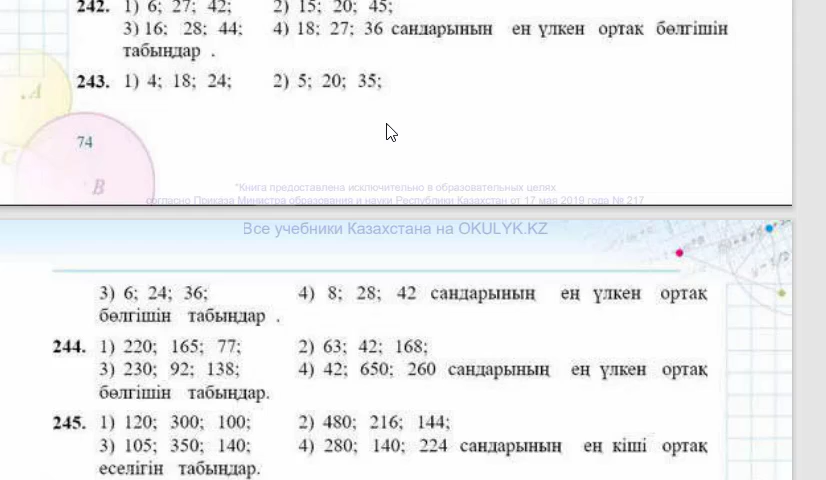 242. 1) 6; 27; 42; 2) 15; 20; 45;
3) 16; 28; 44; 4) 18; 27; 36 сандарынын ең үлкен ортак бөлгішін
табыңдар .
243. 1) 4; 18; 24; 2) 5; 20; 35;
A
74
C
B
"Книга предоставлена исключительно в образовательных целях
согласно Приказа Министра образования и науки Республики Казахстан от 17 мая 2019 года № 217
Все учебники Казахстана на OKULYK.KZ
3) 6; 24; 36; 4) 8; 28; 42 сандарының ең үлкен ортақ
бөлгішін табыңдар .
244. 1) 220; 165; 77; 2) 63; 42; 168;
3) 230; 92; 138; 4) 42; 650; 260 сандарының ең үлкен ортақ
бөлгішін табыңдар.
245. 1) 120; 300; 100; 2) 480; 216; 144;
3) 105; 350; 140; 4) 280; 140; 224 сандарының ең кіші ортақ
еселігін табыңдар.